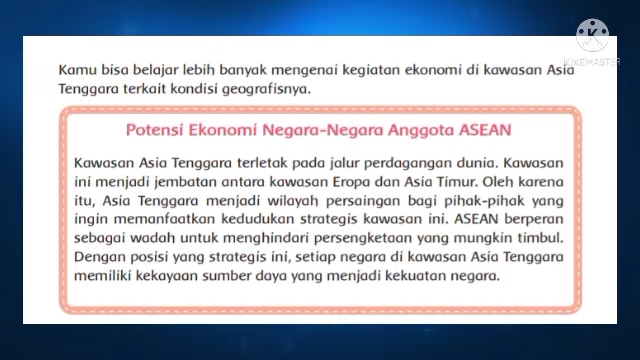 K
KINEMASTER
Kamu bisa belajar lebih banyak mengenai kegiatan ekonomi di kawasan Asia
Tenggara terkait kondisi geografisnya.
Potensi Ekonomi Negara-Negara Anggota ASEAN
Kawasan Asia Tenggara terletak pada jalur perdagangan dunia. Kawasan
ini menjadi jembatan antara kawasan Eropa dan Asia Timur. Oleh karena
itu, Asia Tenggara menjadi wilayah persaingan bagi pihak-pihak yang
ingin memanfaatkan kedudukan strategis kawasan ini. ASEAN berperan
sebagai wadah untuk menghindari persengketaan yang mungkin timbul.
Dengan posisi yang strategis ini, setiap negara di kawasan Asia Tenggara
memiliki kekayaan sumber daya yang menjadi kekuatan negara.